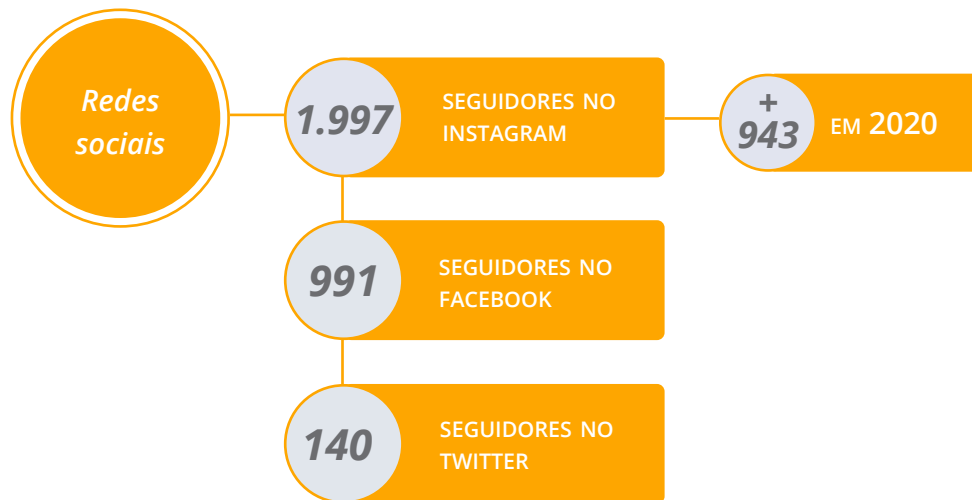 Redes
sociais
1.997
SEGUIDORES NO
INSTAGRAM
+
943
EM 2020
991
SEGUIDORES NO
FACEBOOK
140
SEGUIDORES NO
TWITTER